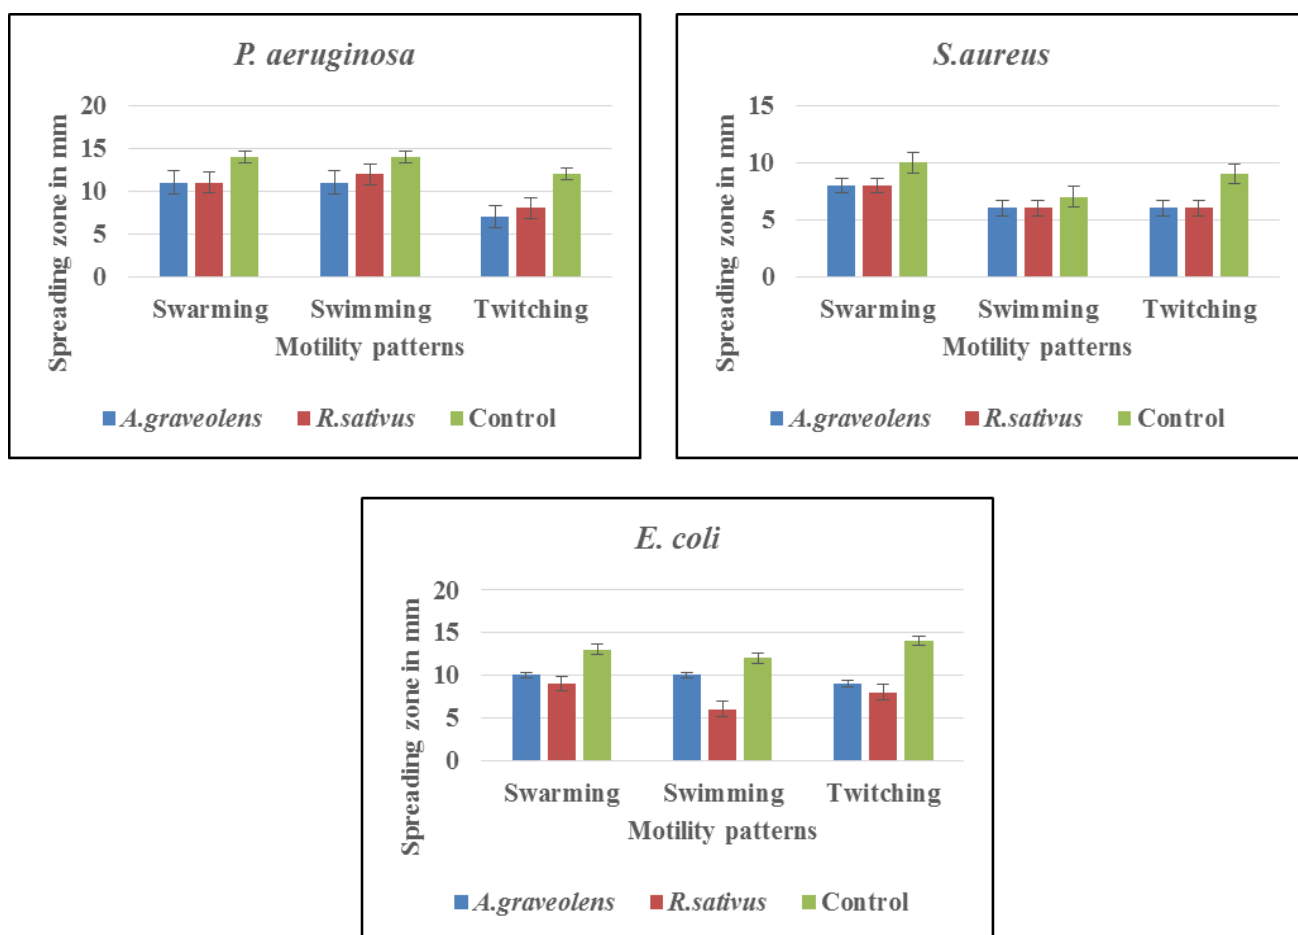 P. aeruginosa
Spreading zone in mm
20
15
10
5
0
Swarming Swimming Twitching
Motility patterns
A.graveolens R.sativus Control
S.aureus
Spreading zone in mm
15
10
5
0
Swarming Swimming Twitching
Motility patterns
A.graveolens R.sativus Control
E. coli
Spreading zone in mm
20
15
10
5
0
Swarming Swimming Twitching
Motility patterns
A.graveolens R.sativus Control